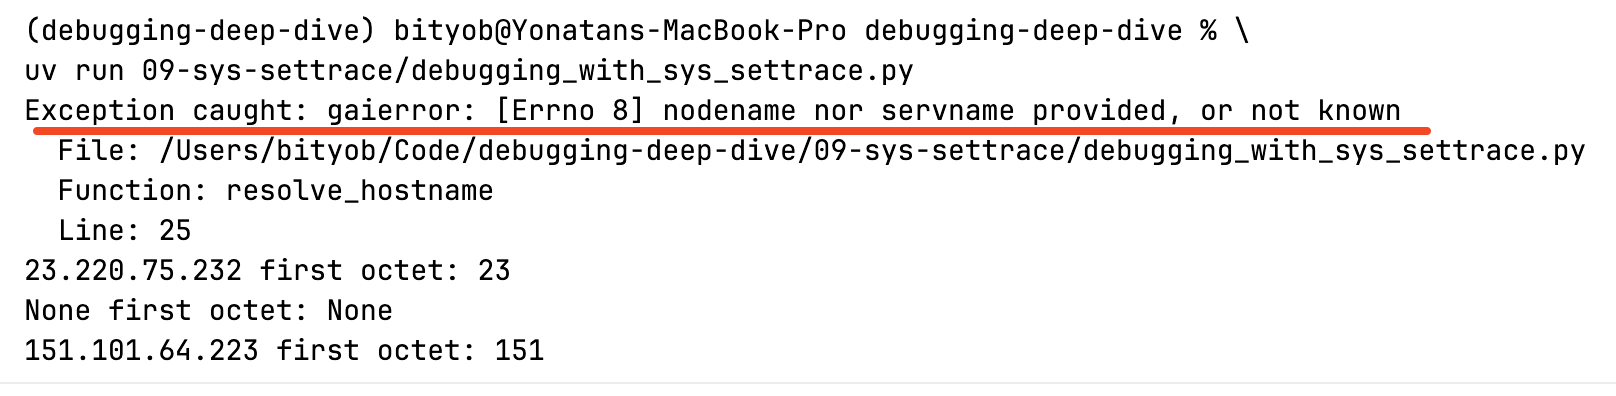 (debugging-deep-dive) bityob@Yonatans-MacBook-Pro debugging-deep-dive % \
uv run 09-sys-settrace/debugging_with_sys_settrace.py
Exception caught: gaierror: [Errno 8] nodename nor servname provided, or not known
  File: /Users/bityob/Code/debugging-deep-dive/09-sys-settrace/debugging_with_sys_settrace.py
  Function: resolve_hostname
  Line: 25
23.220.75.232 first octet: 23
None first octet: None
151.101.64.223 first octet: 151